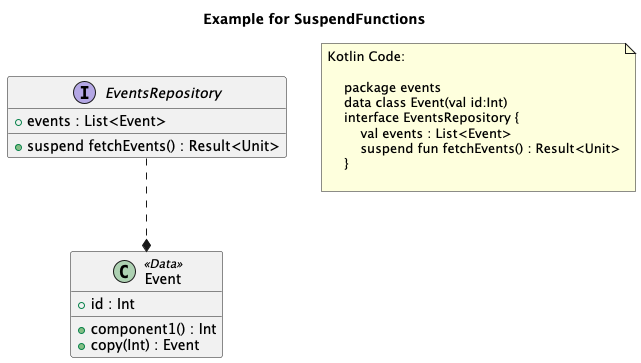 Example for SuspendFunctions
I EventsRepository
events : List<Event>
suspend fetchEvents() : Result<Unit>
C «Data»
Event
id : Int
component1() : Int
copy(Int) : Event
Kotlin Code:
package events
data class Event(val id:Int)
interface EventsRepository {
val events : List<Event>
suspend fun fetchEvents() : Result<Unit>
}